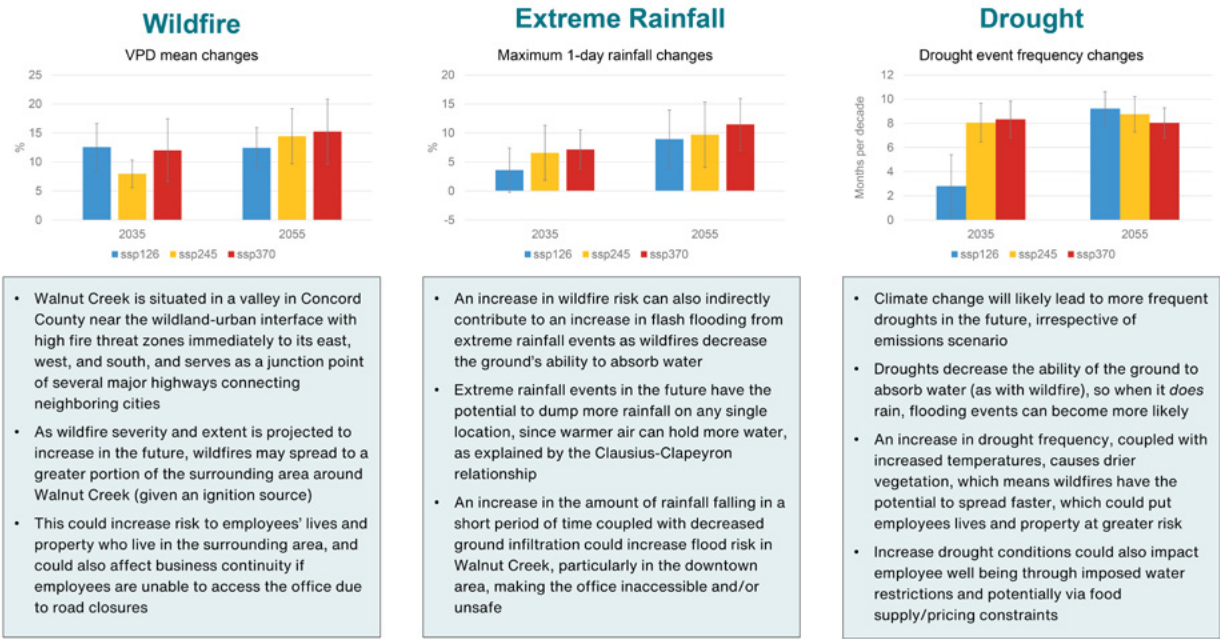 Wildfire
VPD mean changes
25
20
15
10
5
0
%
2035
2055
ssp126 ssp245 ssp370
• Walnut Creek is situated in a valley in Concord
County near the wildland-urban interface with
high fire threat zones immediately to its east,
west, and south, and serves as a junction point
of several major highways connecting
neighboring cities
• As wildfire severity and extent is projected to
increase in the future, wildfires may spread to a
greater portion of the surrounding area around
Walnut Creek (given an ignition source)
• This could increase risk to employees' lives and
property who live in the surrounding area, and
could also affect business continuity if
employees are unable to access the office due
to road closures
Extreme Rainfall
Maximum 1-day rainfall changes
20
15
10
5
0
-5
%
2035
2055
ssp126 ssp245 ssp370
• An increase in wildfire risk can also indirectly
contribute to an increase in flash flooding from
extreme rainfall events as wildfires decrease
the ground's ability to absorb water
• Extreme rainfall events in the future have the
potential to dump more rainfall on any single
location, since warmer air can hold more water,
as explained by the Clausius-Clapeyron
relationship
• An increase in the amount of rainfall falling in a
short period of time coupled with decreased
ground infiltration could increase flood risk in
Walnut Creek, particularly in the downtown
area, making the office inaccessible and/or
unsafe
Drought
Drought event frequency changes
12
10
8
6
4
2
0
Months per decade
2035
2055
ssp126 ssp245 ssp370
• Climate change will likely lead to more frequent
droughts in the future, irrespective of
emissions scenario
• Droughts decrease the ability of the ground to
absorb water (as with wildfire), so when it does
rain, flooding events can become more likely
• An increase in drought frequency, coupled with
increased temperatures, causes drier
vegetation, which means wildfires have the
potential to spread faster, which could put
employees lives and property at greater risk
• Increase drought conditions could also impact
employee well being through imposed water
restrictions and potentially via food
supply/pricing constraints